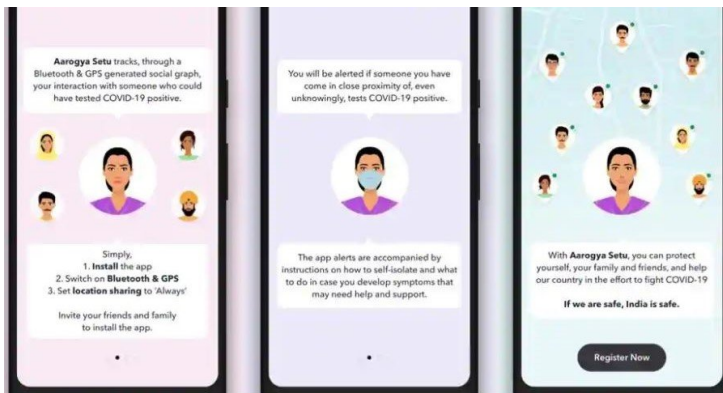 Aarogya Setu tracks, through a
Bluetooth & GPS generated social graph,
your interaction with someone who could
have tested COVID-19 positive.
Simply,
1. Install the app
2. Switch on Bluetooth & GPS
3. Set location sharing to 'Always'
Invite your friends and family
to install the app.
You will be alerted if someone you have
come in close proximity of, even
unknowingly, tests COVID-19 positive.
The app alerts are accompanied by
instructions on how to self-isolate and what
to do in case you develop symptoms that
may need help and support.
With Aarogya Setu, you can protect
yourself, your family and friends, and help
our country in the effort to fight COVID-19
If we are safe, India is safe.
Register Now